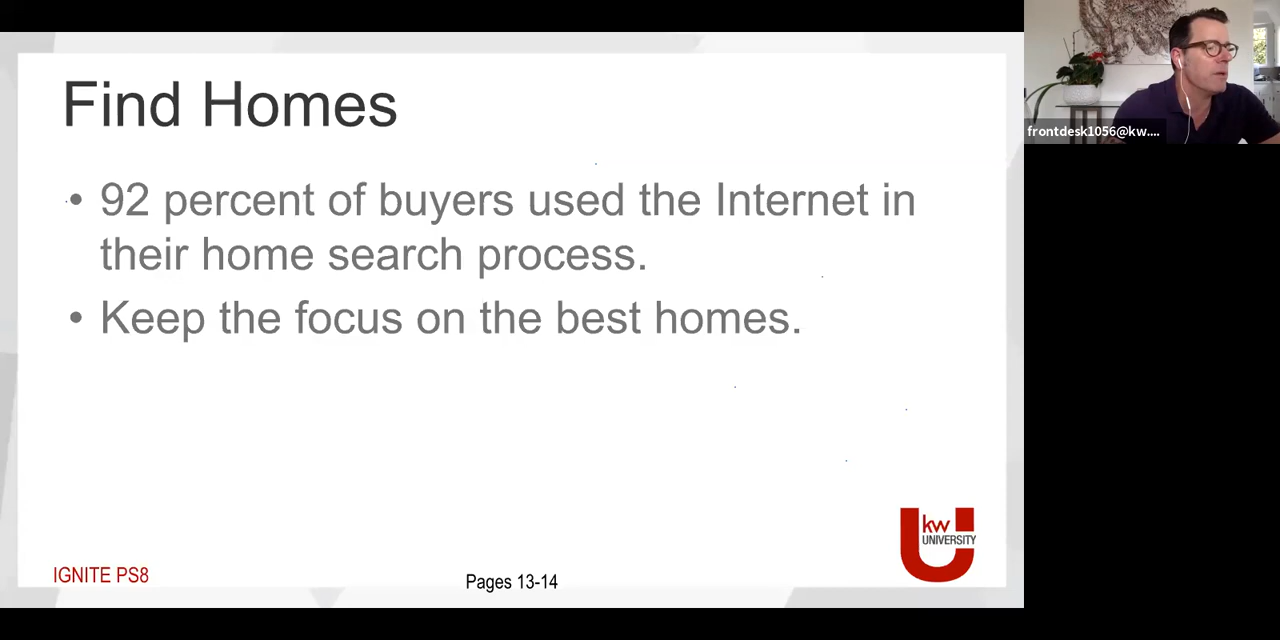 Find Homes
• 92 percent of buyers used the Internet in
their home search process.
• Keep the focus on the best homes.
IGNITE PS8
Pages 13-14
kw
UNIVERSITY
frontdesk1056@kw....